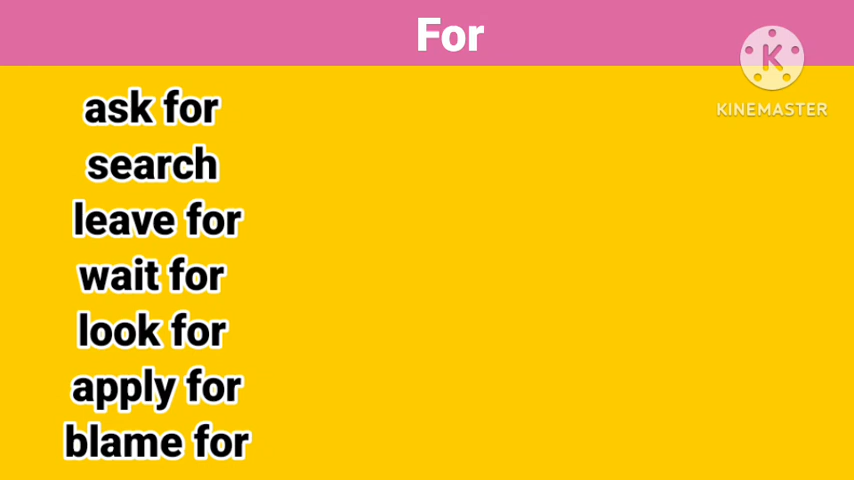 For
K
KINEMASTER
ask for
search
leave for
wait for
look for
apply for
blame for